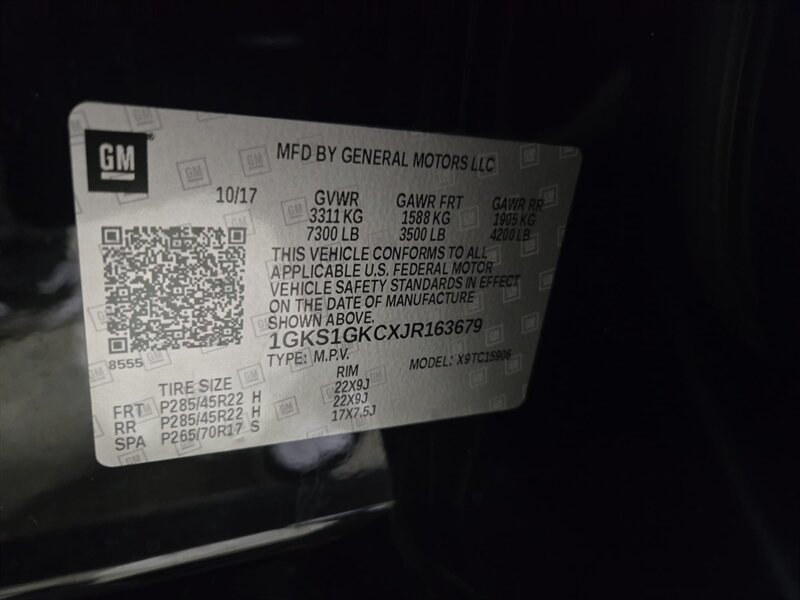 GM
MFD BY GENERAL MOTORS LLC
10/17 GVWR GAWR FRT GAWR RR
3311 KG 1588 KG 1905 KG
7300 LB 3500 LB 4200 LB
THIS VEHICLE CONFORMS TO ALL
APPLICABLE U.S. FEDERAL MOTOR
VEHICLE SAFETY STANDARDS IN EFFECT
ON THE DATE OF MANUFACTURE
SHOWN ABOVE.
1GKS1GKCXJR163679
8555
TYPE: M.P.V. MODEL: X9TC15906
TIRE SIZE RIM
FRT P285/45R22 H 22X9J
RR P285/45R22 H 22X9J
SPA P265/70R17 S 17X7.5J